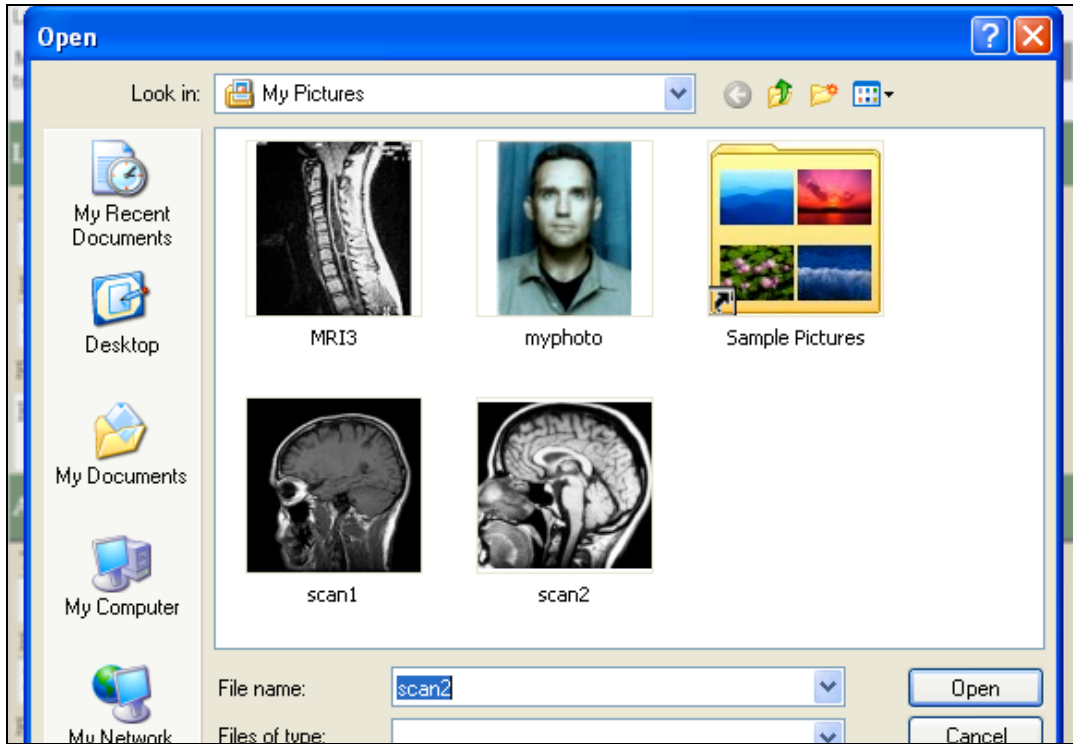 Open
Look in:
My Pictures
My Recent
Documents
Desktop
My Documents
My Computer
My Network
MRI3
myphoto
Sample Pictures
scan1
scan2
File name:
scan2
Open
Files of type:
Cancel